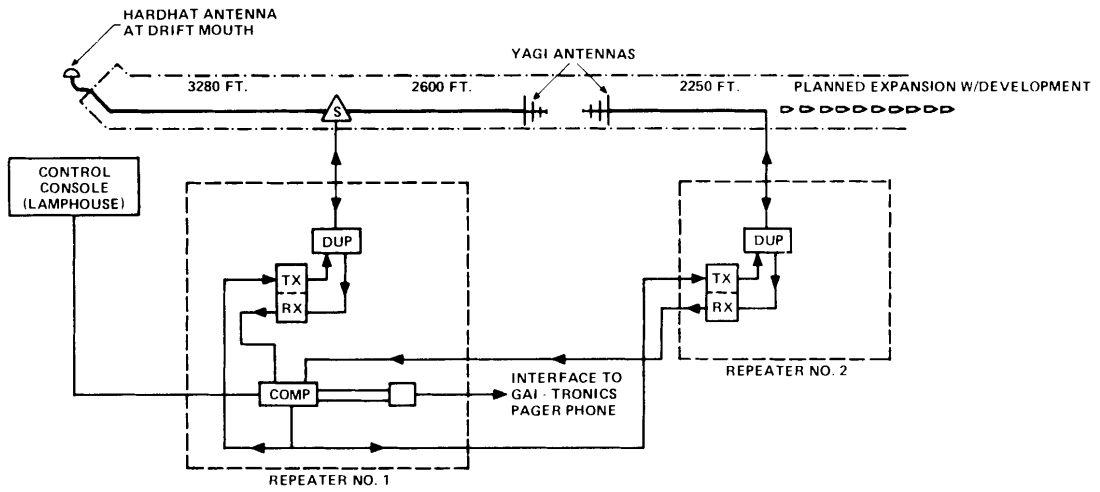 HARDHAT ANTENNA
AT DRIFT MOUTH
YAGI ANTENNAS
3280 FT.
2600 FT.
2250 FT.
PLANNED EXPANSION W/DEVELOPMENT
S
CONTROL
CONSOLE
(LAMPHOUSE)
DUP
TX
RX
COMP
INTERFACE TO
GAI - TRONICS
PAGER PHONE
REPEATER NO. 1
DUP
TX
RX
REPEATER NO. 2